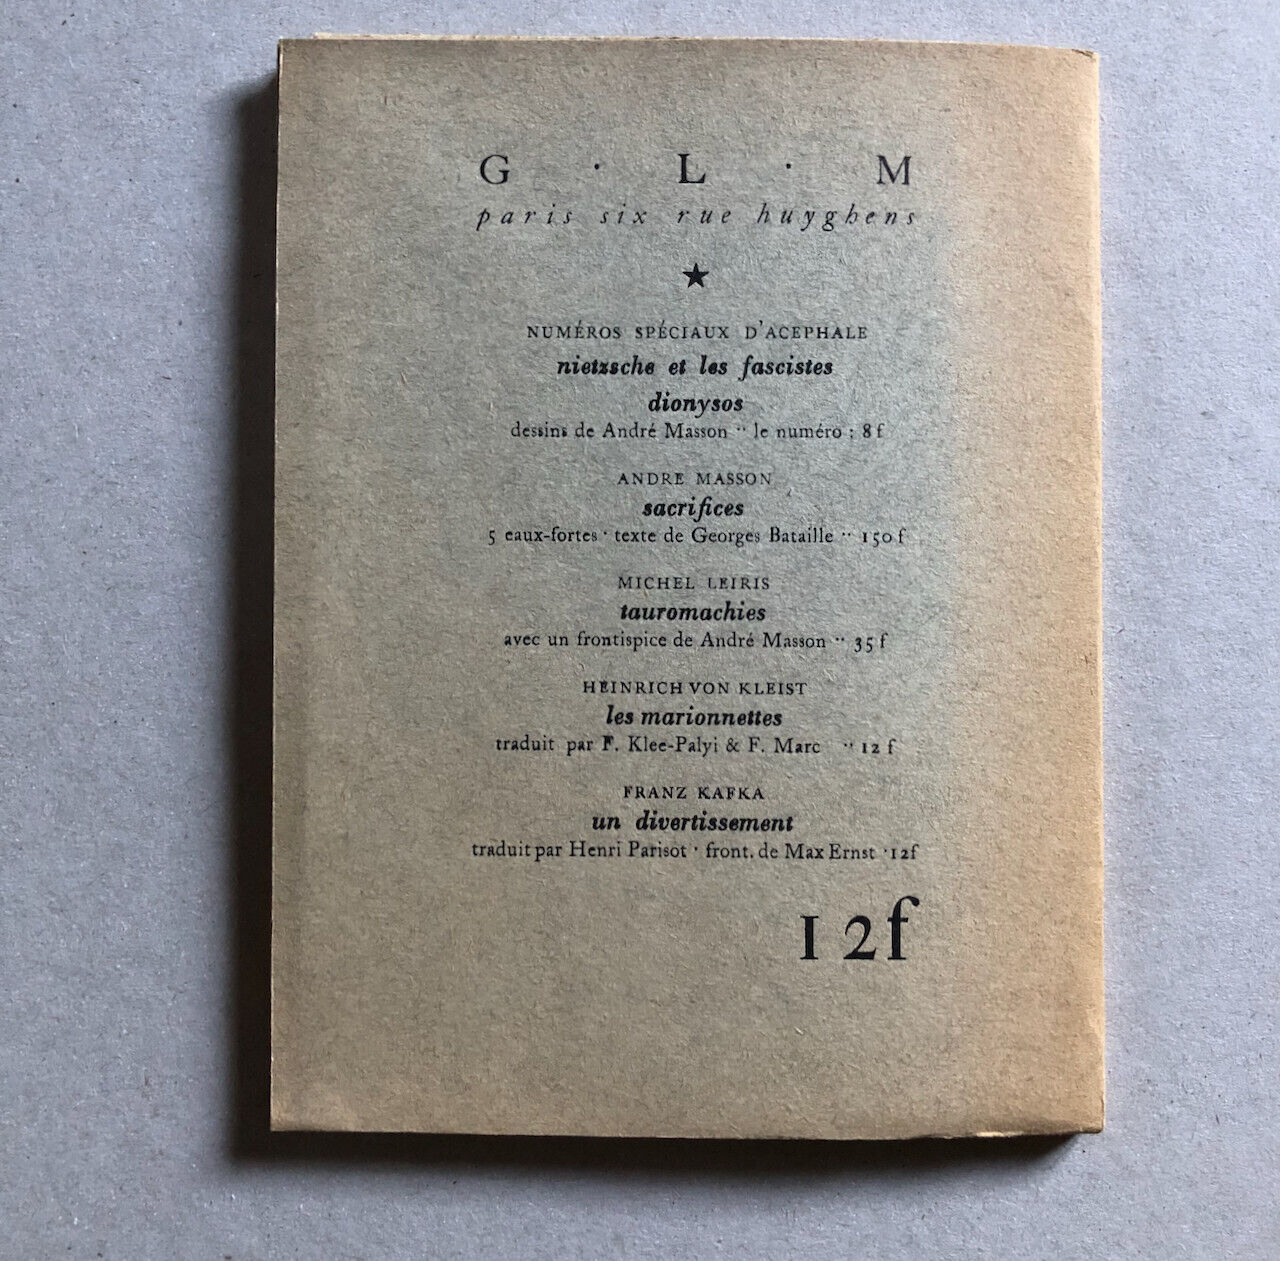 G · L · M
paris six rue huyghens
★
NUMÉROS SPÉCIAUX D'ACEPHALE
nietzsche et les fascistes
dionysos
dessins de André Masson ·· le numéro : 8 f
ANDRE MASSON
sacrifices
5 eaux-fortes · texte de Georges Bataille ·· 150 f
MICHEL LEIRIS
tauromachies
avec un frontispice de André Masson ·· 35 f
HEINRICH VON KLEIST
les marionnettes
traduit par F. Klee-Palyi & F. Marc ·· 12 f
FRANZ KAFKA
un divertissement
traduit par Henri Parisot · front. de Max Ernst · 12f
12f